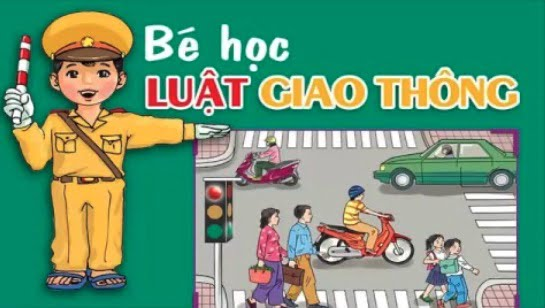 Bé học
LUẬT GIAO THÔNG